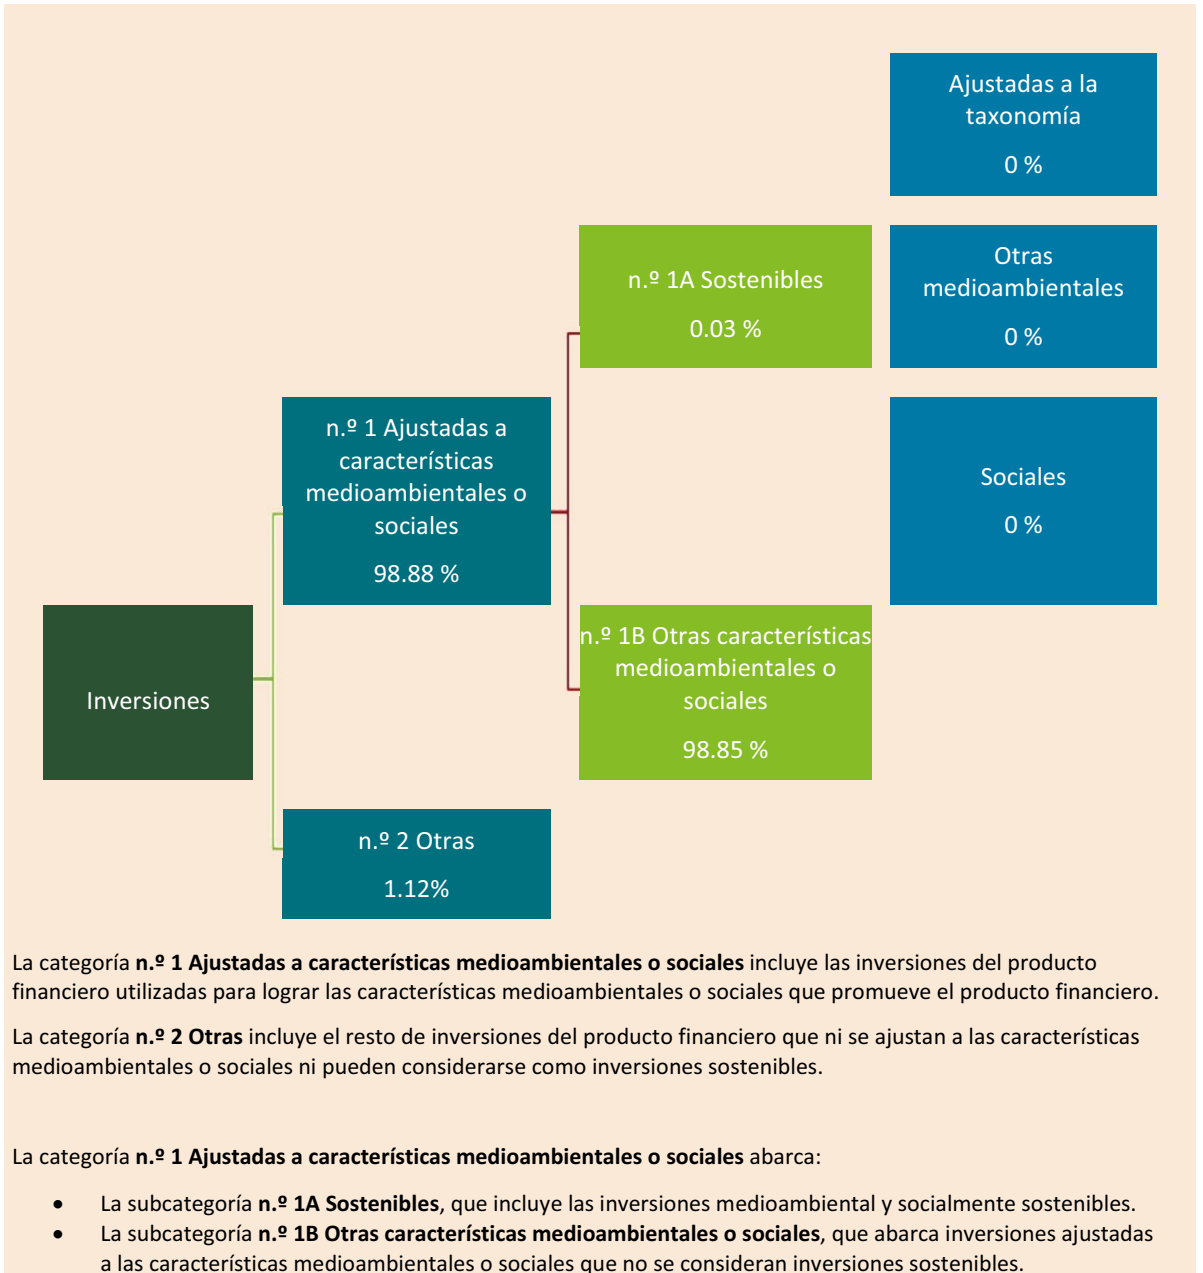 Ajustadas a la
taxonomía
0 %
n.º 1A Sostenibles
0.03 %
Otras
medioambientales
0 %
n.º 1 Ajustadas a
características
medioambientales o
sociales
98.88 %
Sociales
0 %
Inversiones
n.º 1B Otras características
medioambientales o
sociales
98.85 %
n.º 2 Otras
1.12%
La categoría n.º 1 Ajustadas a características medioambientales o sociales incluye las inversiones del producto
financiero utilizadas para lograr las características medioambientales o sociales que promueve el producto financiero.
La categoría n.º 2 Otras incluye el resto de inversiones del producto financiero que ni se ajustan a las características
medioambientales o sociales ni pueden considerarse como inversiones sostenibles.
La categoría n.º 1 Ajustadas a características medioambientales o sociales abarca:
• La subcategoría n.º 1A Sostenibles, que incluye las inversiones medioambiental y socialmente sostenibles.
• La subcategoría n.º 1B Otras características medioambientales o sociales, que abarca inversiones ajustadas
a las características medioambientales o sociales que no se consideran inversiones sostenibles.